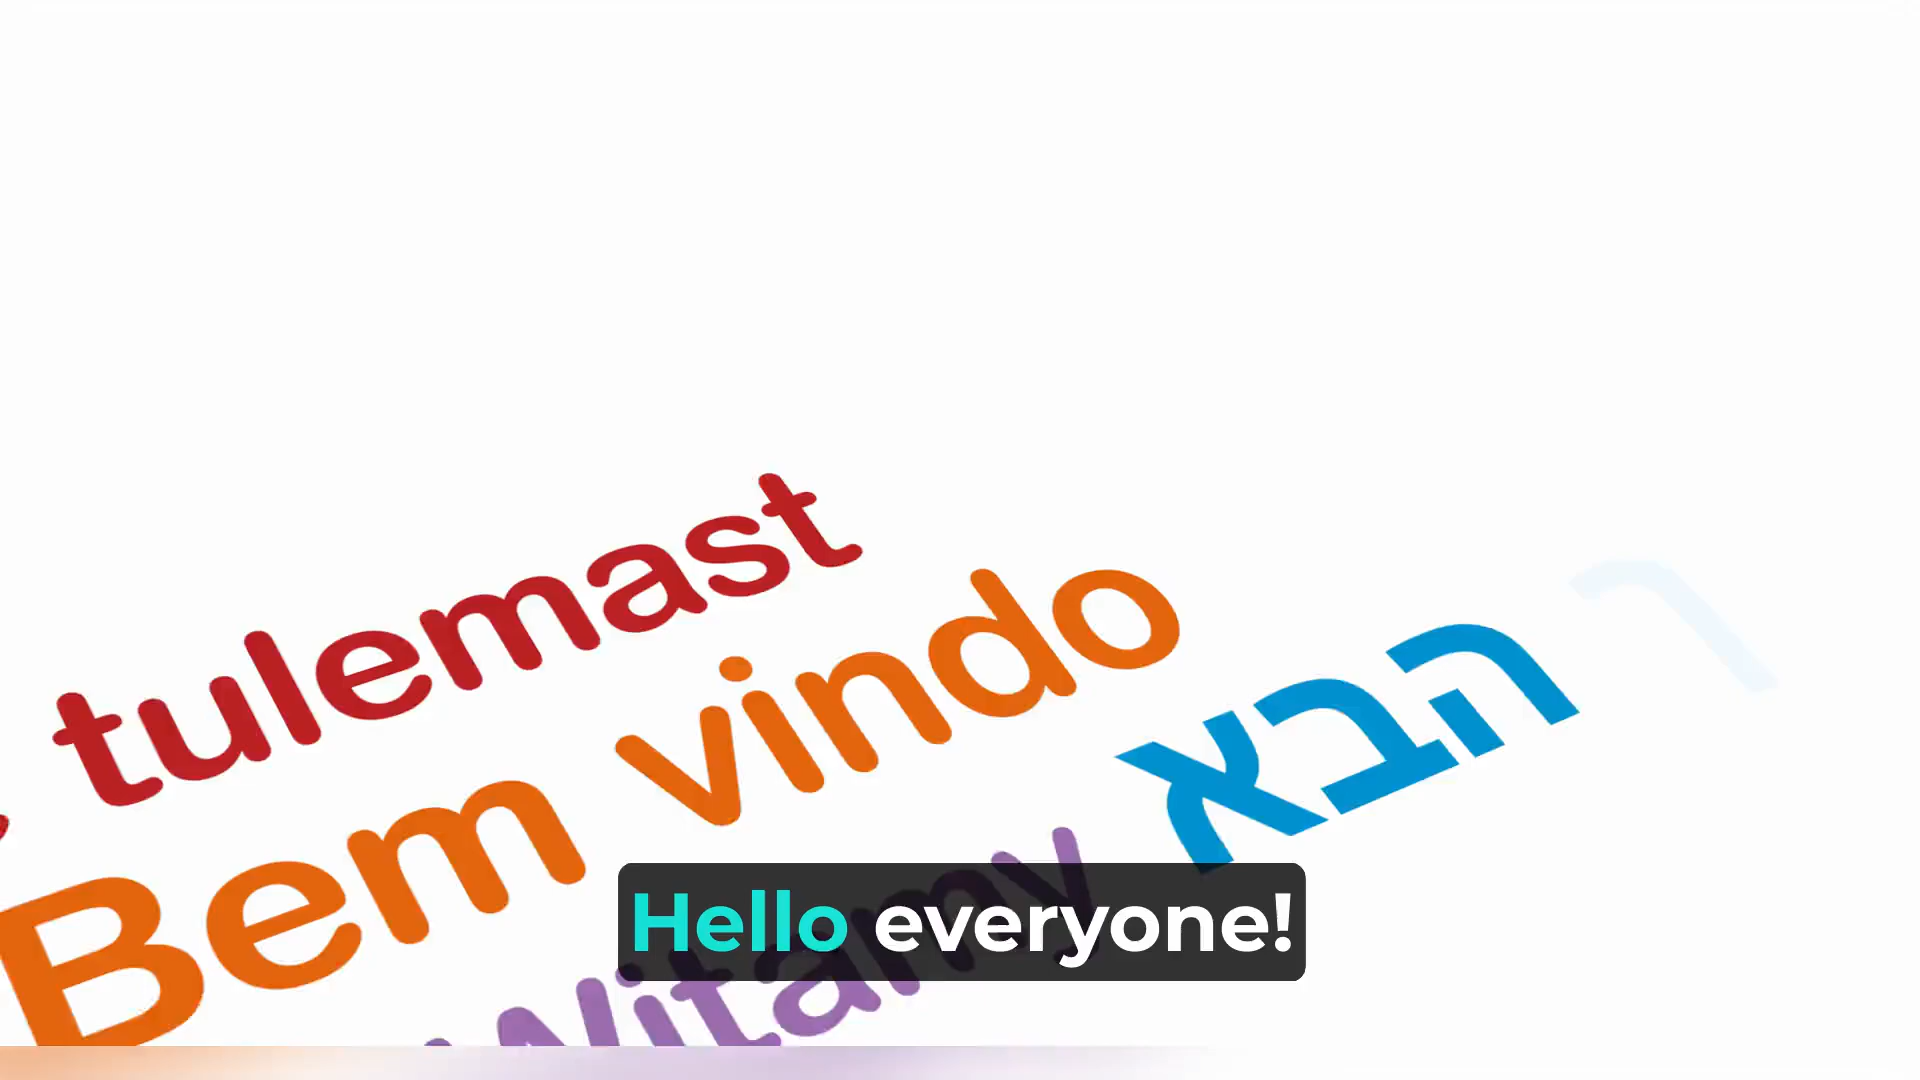 tulemast
Bem vindo
הבא
Witamy
Hello everyone!